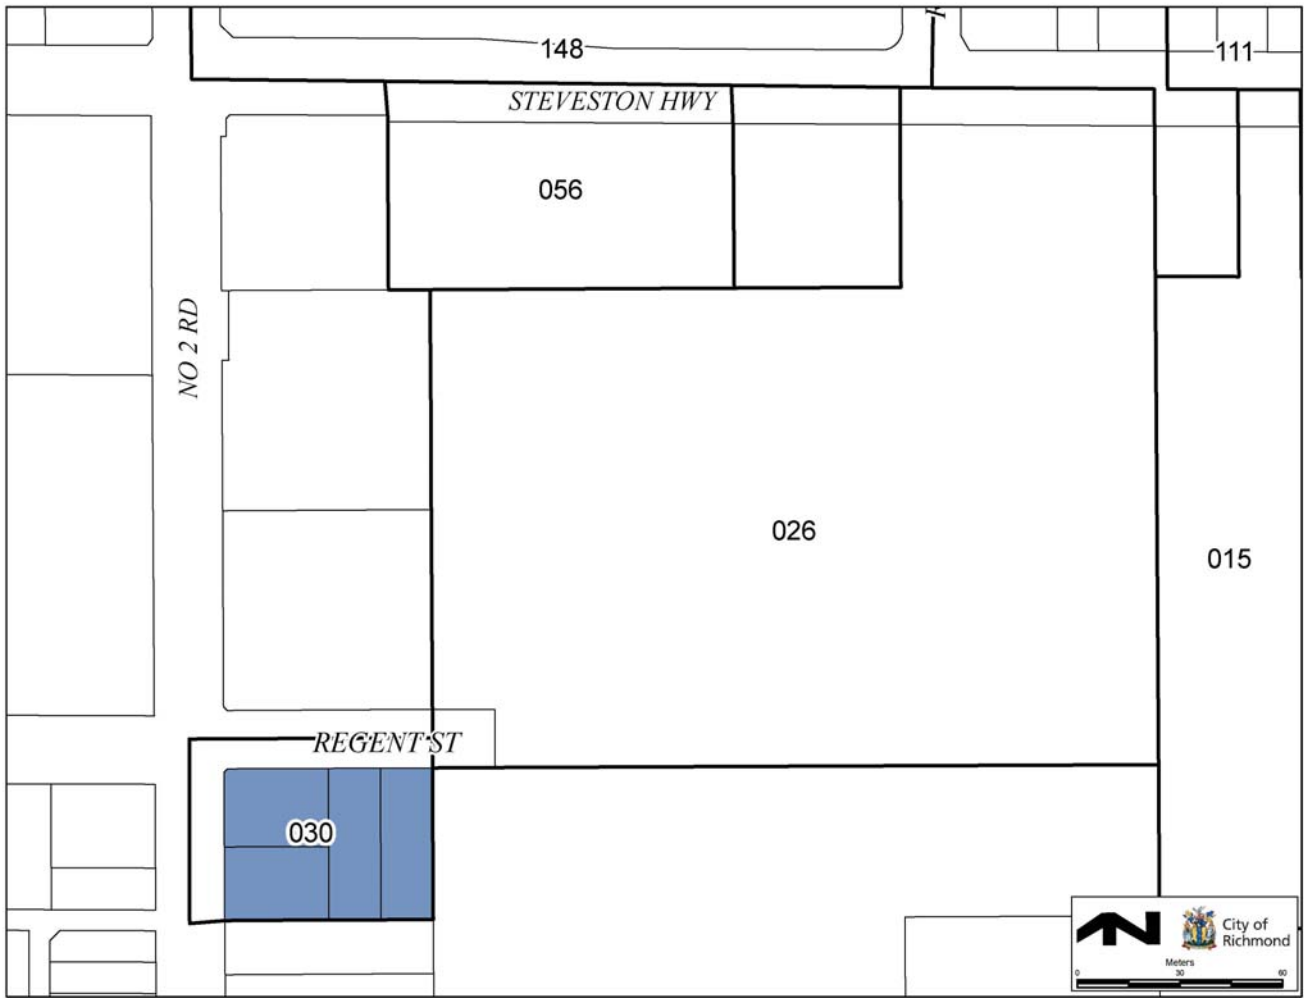 148
111
STEVESTON HWY
056
NO 2 RD
026
015
REGENT ST
030
City of
Richmond
Meters
0 30 60